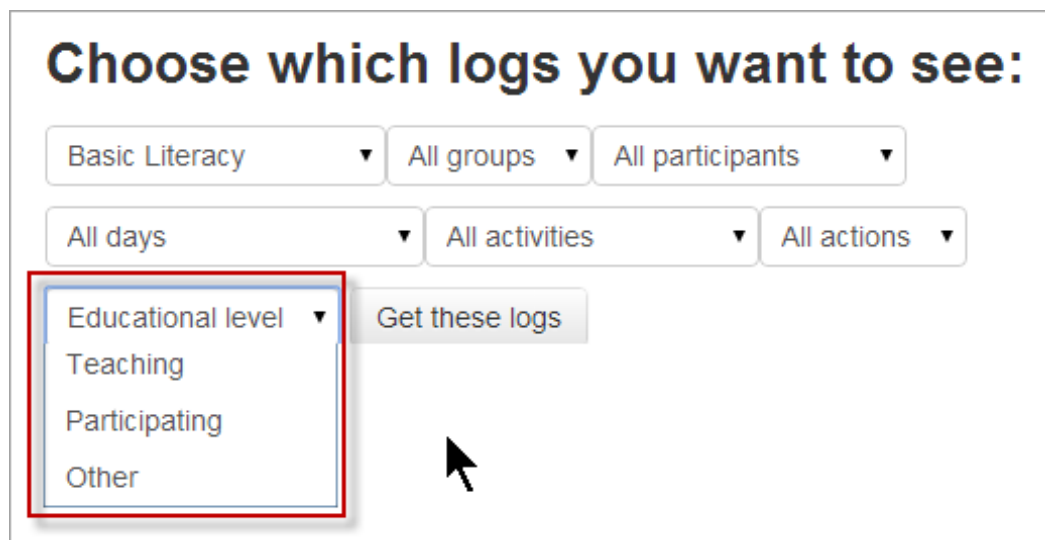 Choose which logs you want to see:
Basic Literacy All groups All participants
All days All activities All actions
Educational level Get these logs
Teaching
Participating
Other